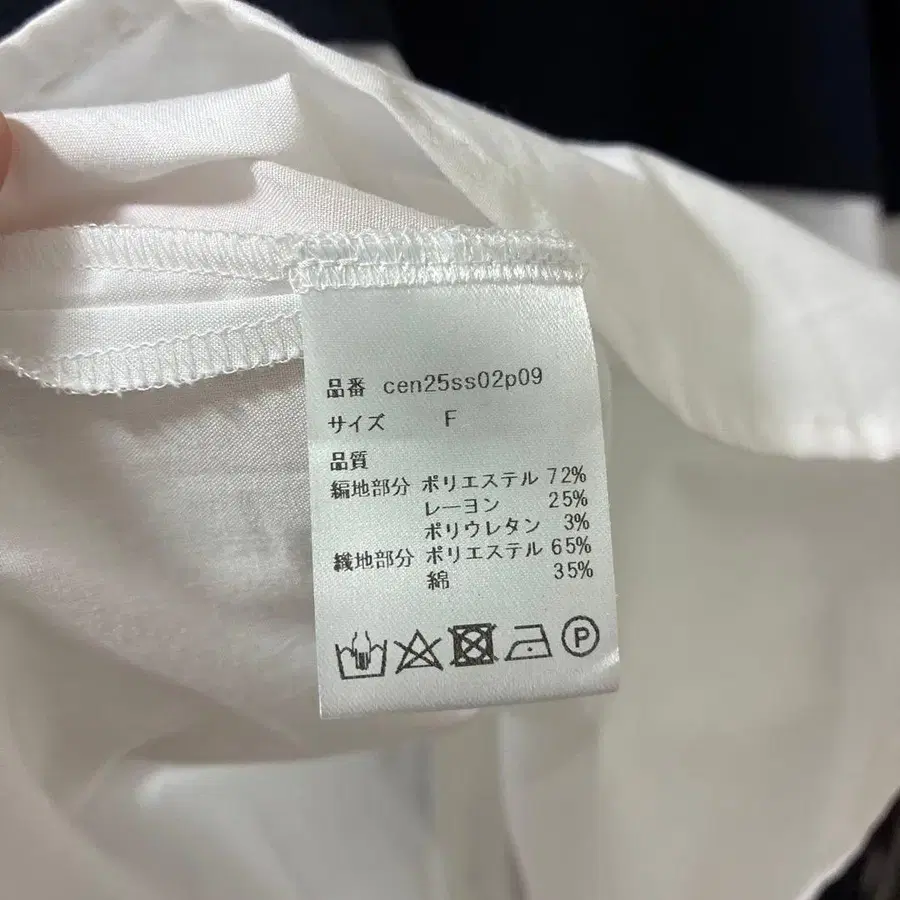 品番 cen25ss02p09
サイズ F
品質
編地部分 ポリエステル 72%
レーヨン 25%
ポリウレタン 3%
織地部分 ポリエステル 65%
綿 35%
P